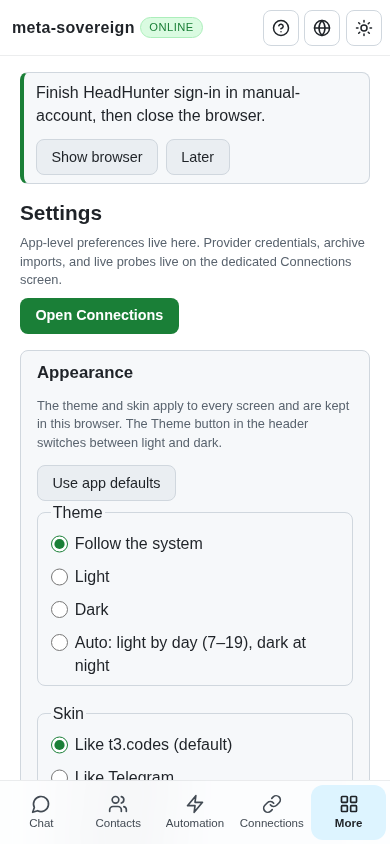 meta-sovereign ONLINE
Finish HeadHunter sign-in in manual-
account, then close the browser.
Show browser Later
Settings
App-level preferences live here. Provider credentials, archive
imports, and live probes live on the dedicated Connections
screen.
Open Connections
Appearance
The theme and skin apply to every screen and are kept
in this browser. The Theme button in the header
switches between light and dark.
Use app defaults
Theme
Follow the system
Light
Dark
Auto: light by day (7–19), dark at
night
Skin
Like t3.codes (default)
Like Telegram
Chat Contacts Automation Connections More